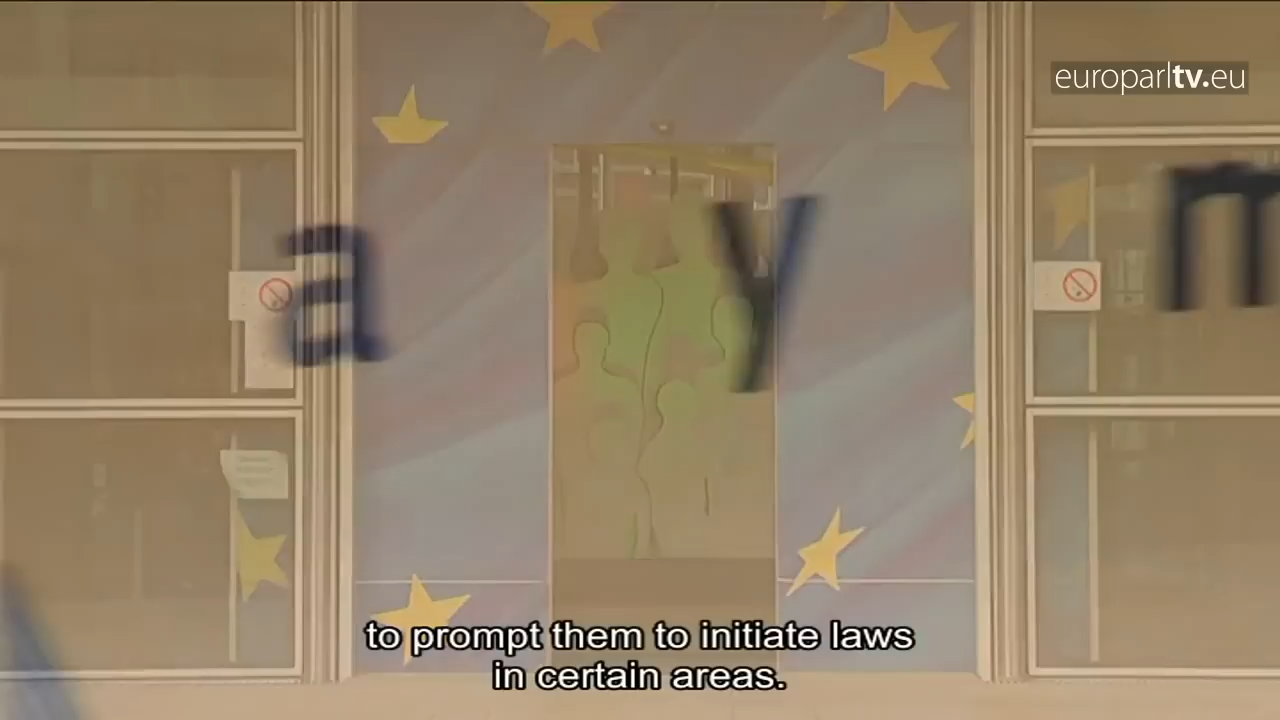 europarltv.eu
a y m
to prompt them to initiate laws
in certain areas.